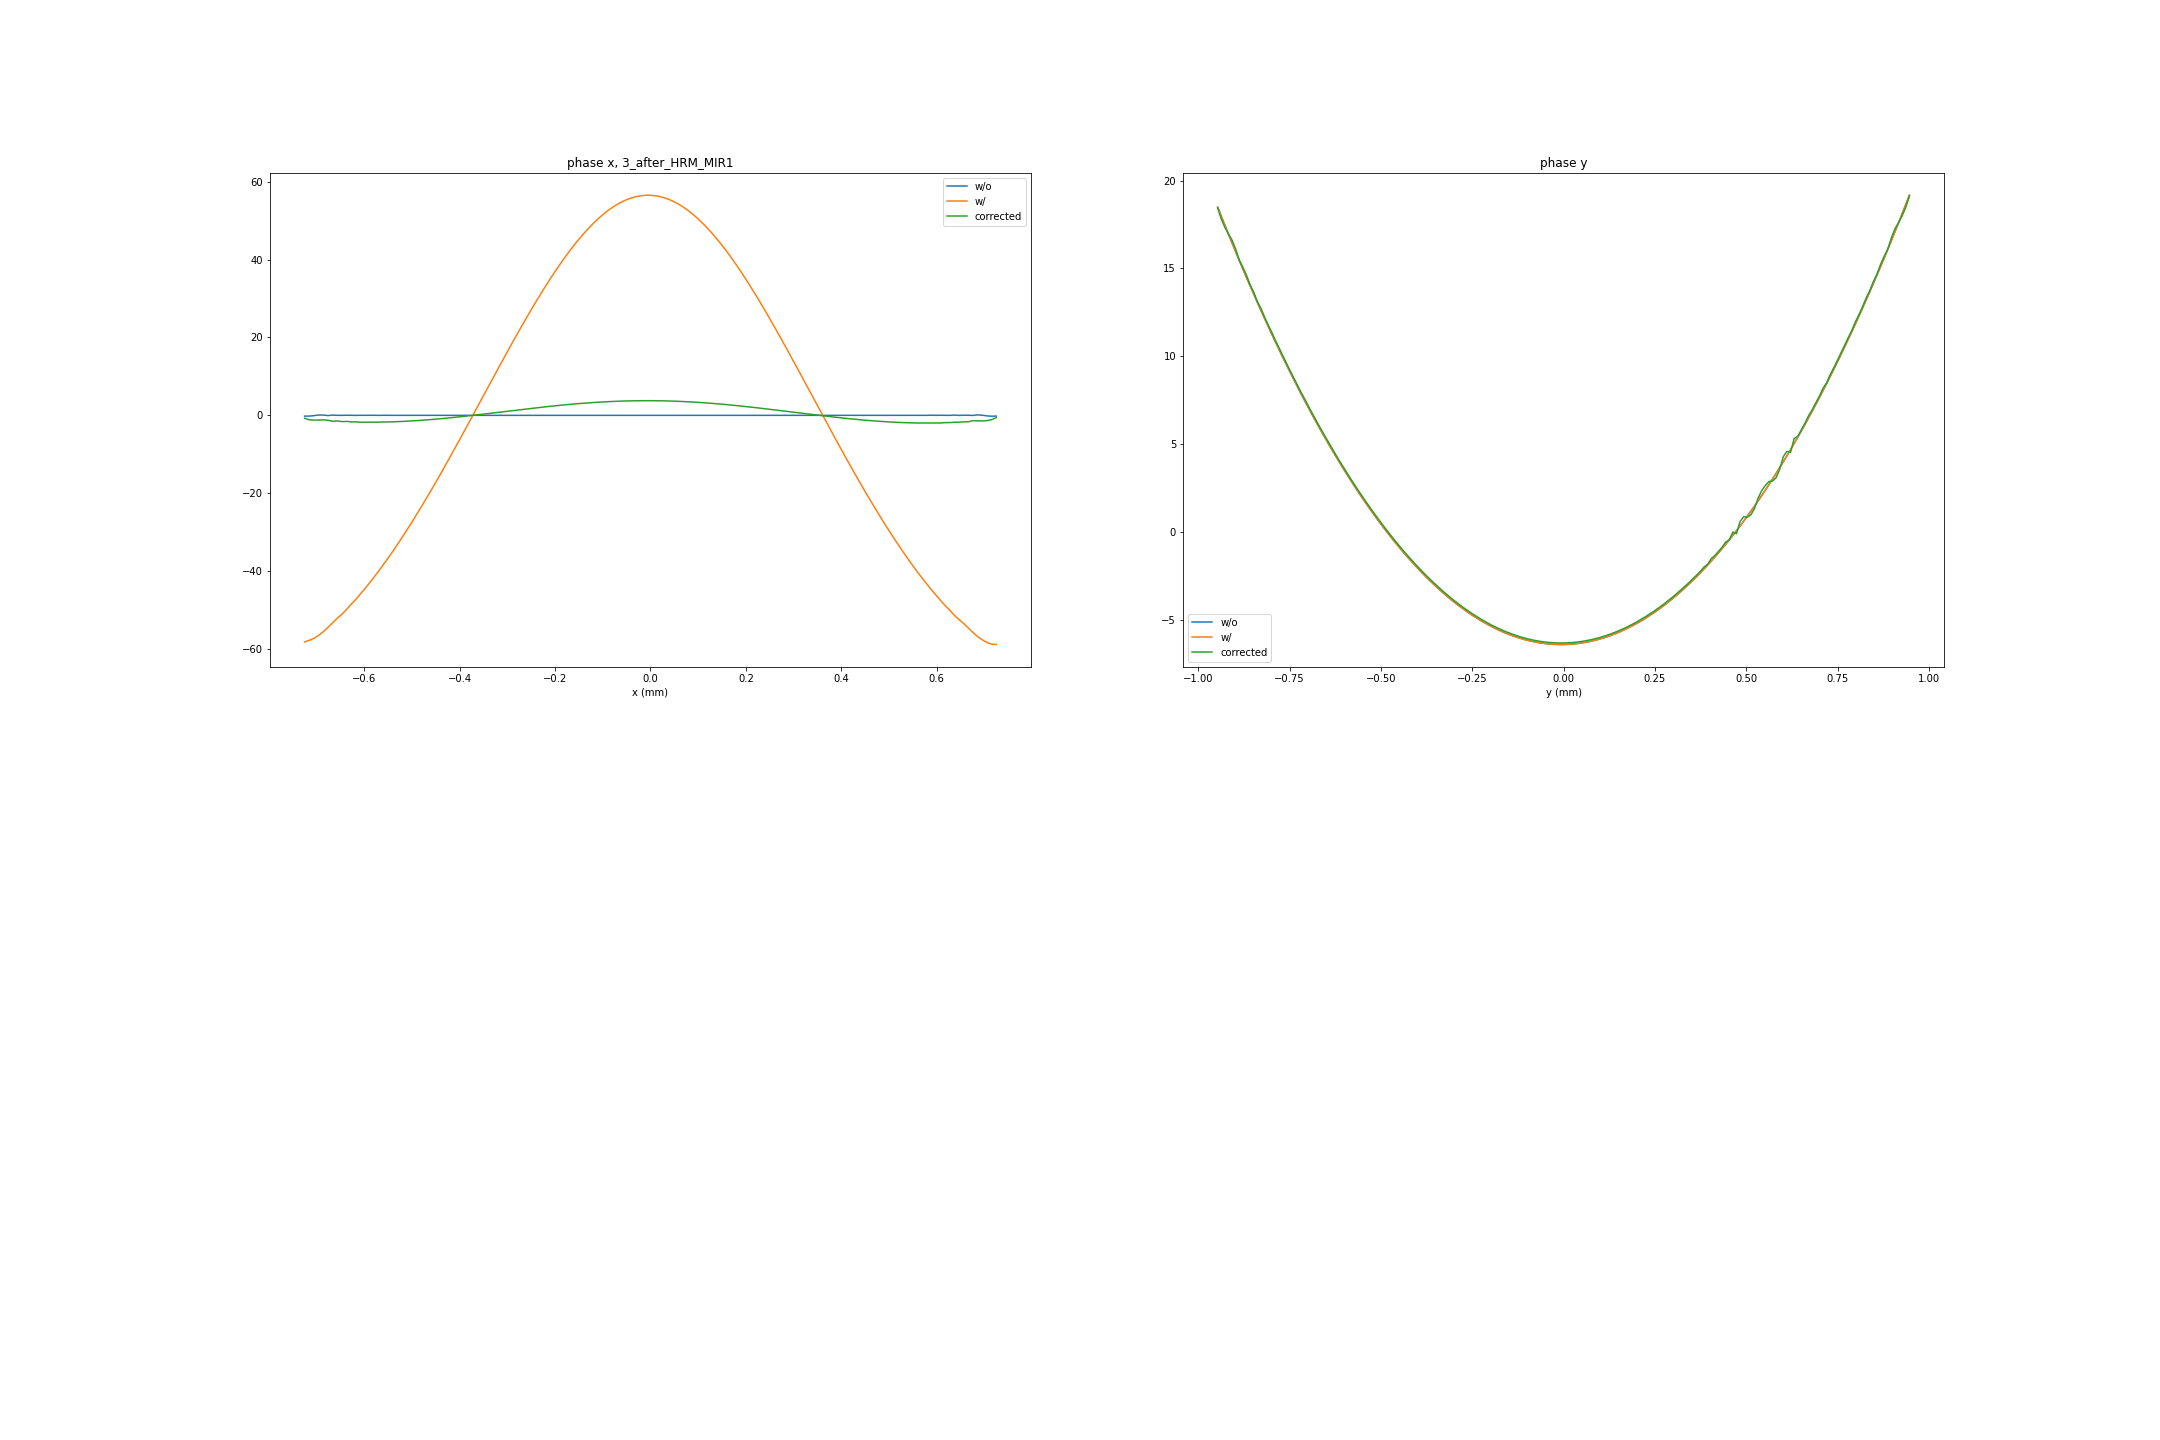 phase x, 3_after_HRM_MIR1
60
40
20
0
−20
−40
−60
−0.6 −0.4 −0.2 0.0 0.2 0.4 0.6
x (mm)
w/o
w/
corrected
phase y
20
15
10
5
0
−5
−1.00 −0.75 −0.50 −0.25 0.00 0.25 0.50 0.75 1.00
y (mm)
w/o
w/
corrected